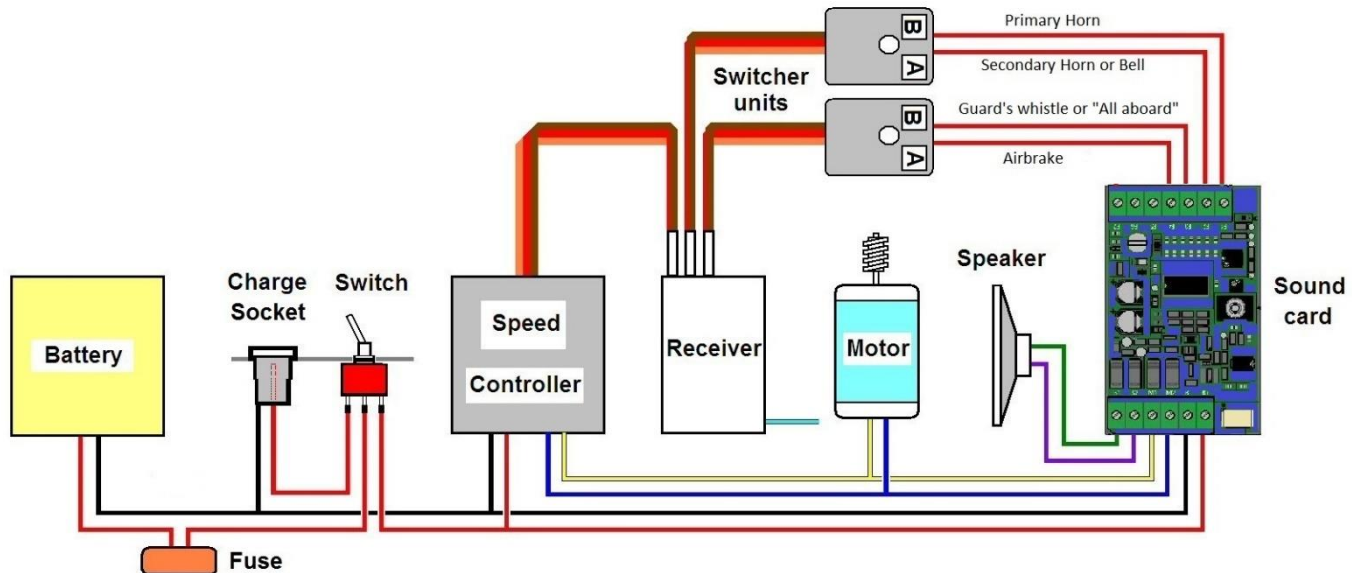 Primary Horn
B
A
Secondary Horn or Bell
Switcher
units
Guard's whistle or "All aboard"
B
A
Airbrake
Charge
Socket
Switch
Speaker
Sound
card
Battery
Speed
Controller
Receiver
Motor
Fuse